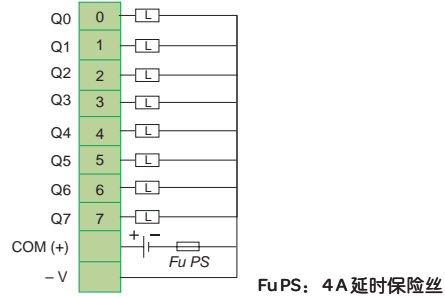 Q0 0 L
Q1 1 L
Q2 2 L
Q3 3 L
Q4 4 L
Q5 5 L
Q6 6 L
Q7 7 L
COM (+) + −
Fu PS
– V
Fu PS：4 A 延时保险丝